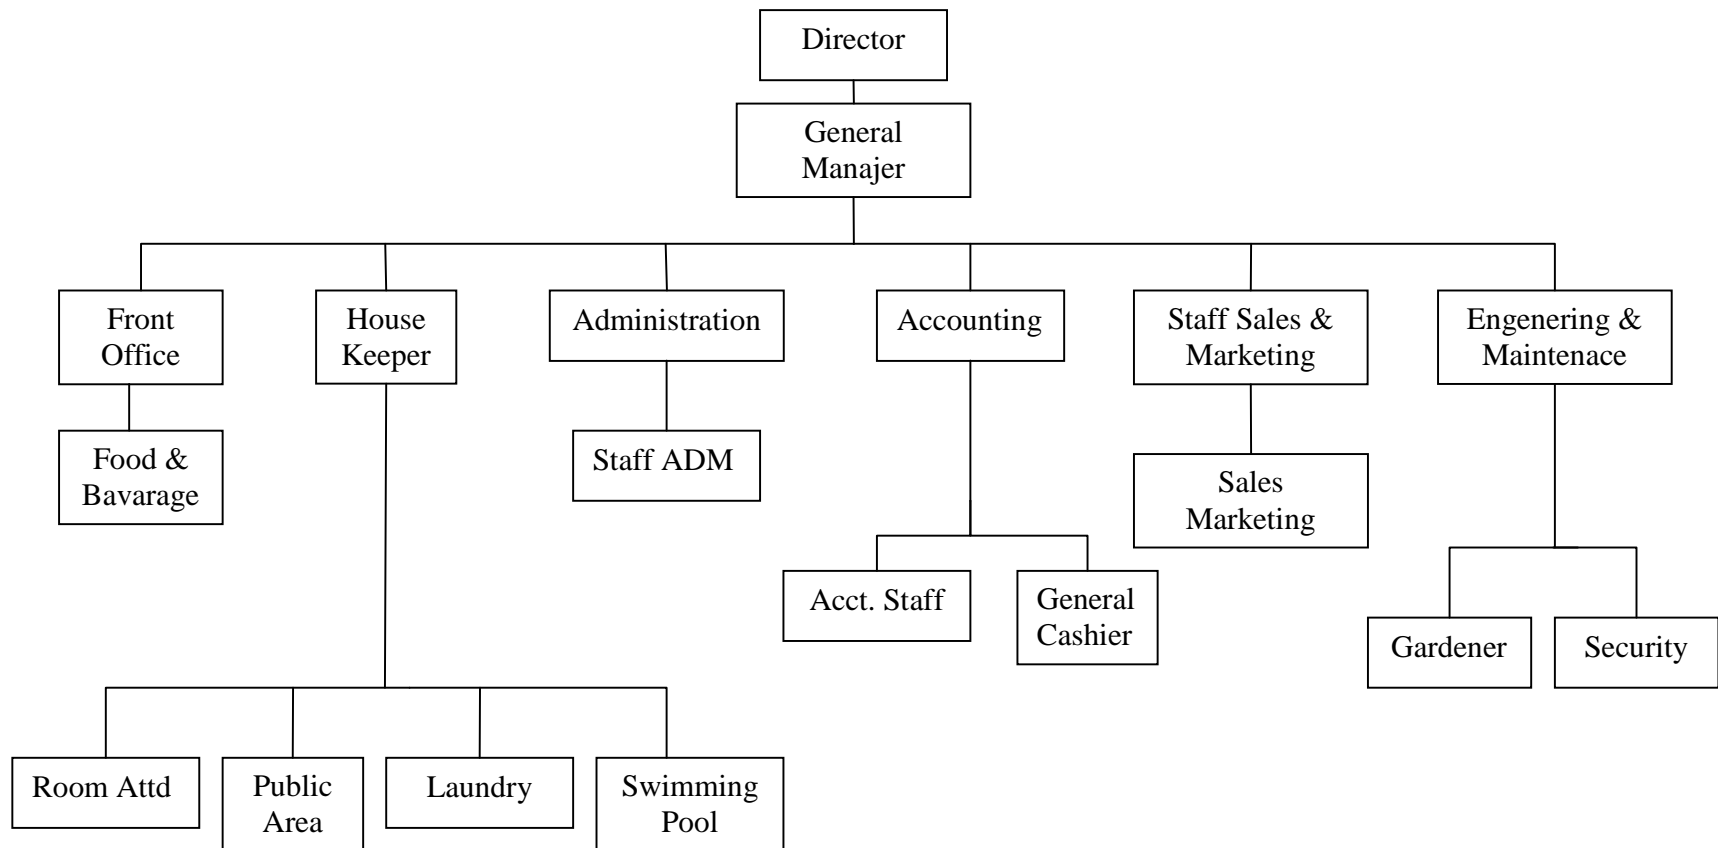 Director
General
Manajer
Front
Office
House
Keeper
Administration
Accounting
Staff Sales &
Marketing
Engenering &
Maintenace
Food &
Bavarage
Staff ADM
Sales
Marketing
Acct. Staff
General
Cashier
Gardener
Security
Room Attd
Public
Area
Laundry
Swimming
Pool